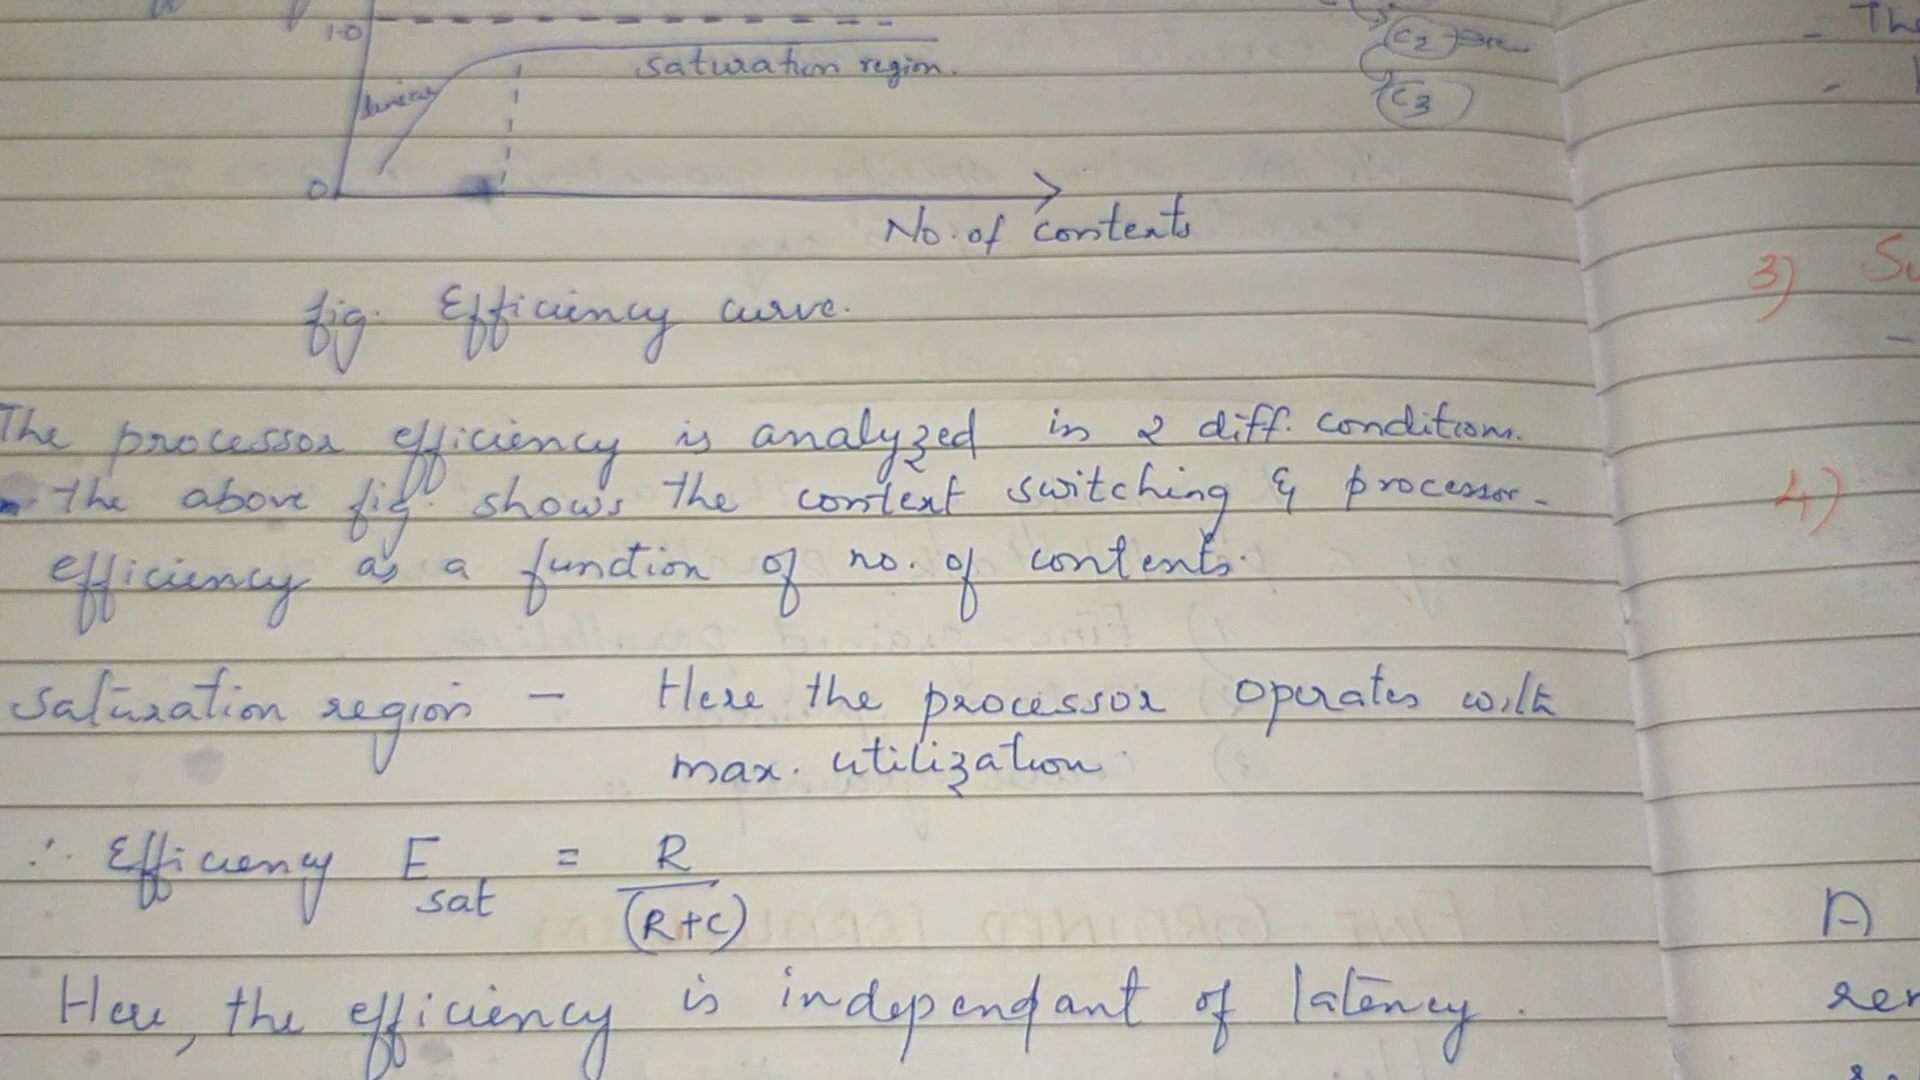 1.0
linear
saturation region.
0
No. of contexts
fig. Efficiency curve.
The processor efficiency is analyzed in 2 diff. conditions.
- The above fig. shows the context switching & processor-
efficiency as a function of no. of contents.
Saturation region - Here the processor operates with
max. utilization.
∴ Efficiency E sat = R / (R+C)
Here, the efficiency is independant of latency.
C2
C3
3)
4)